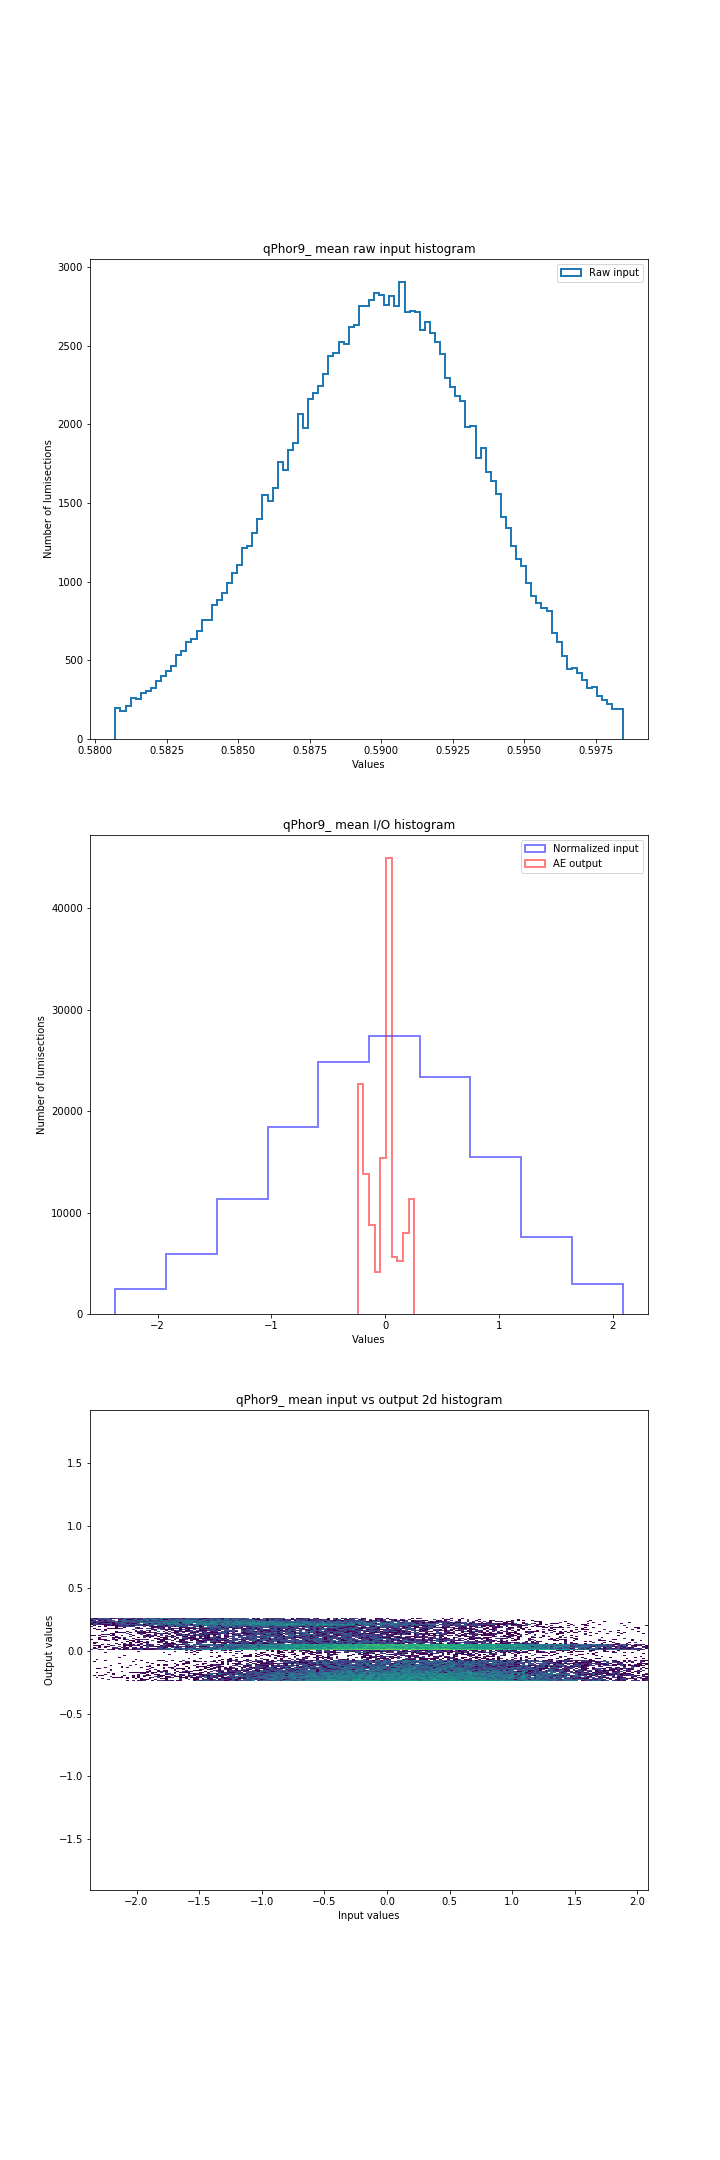 qPhor9_ mean raw input histogram
Raw input
3000
2500
2000
1500
1000
500
0
Number of lumisections
0.5800 0.5825 0.5850 0.5875 0.5900 0.5925 0.5950 0.5975
Values
qPhor9_ mean I/O histogram
Normalized input
AE output
40000
30000
20000
10000
0
Number of lumisections
−2 −1 0 1 2
Values
qPhor9_ mean input vs output 2d histogram
1.5
1.0
0.5
0.0
−0.5
−1.0
−1.5
Output values
−2.0 −1.5 −1.0 −0.5 0.0 0.5 1.0 1.5 2.0
Input values